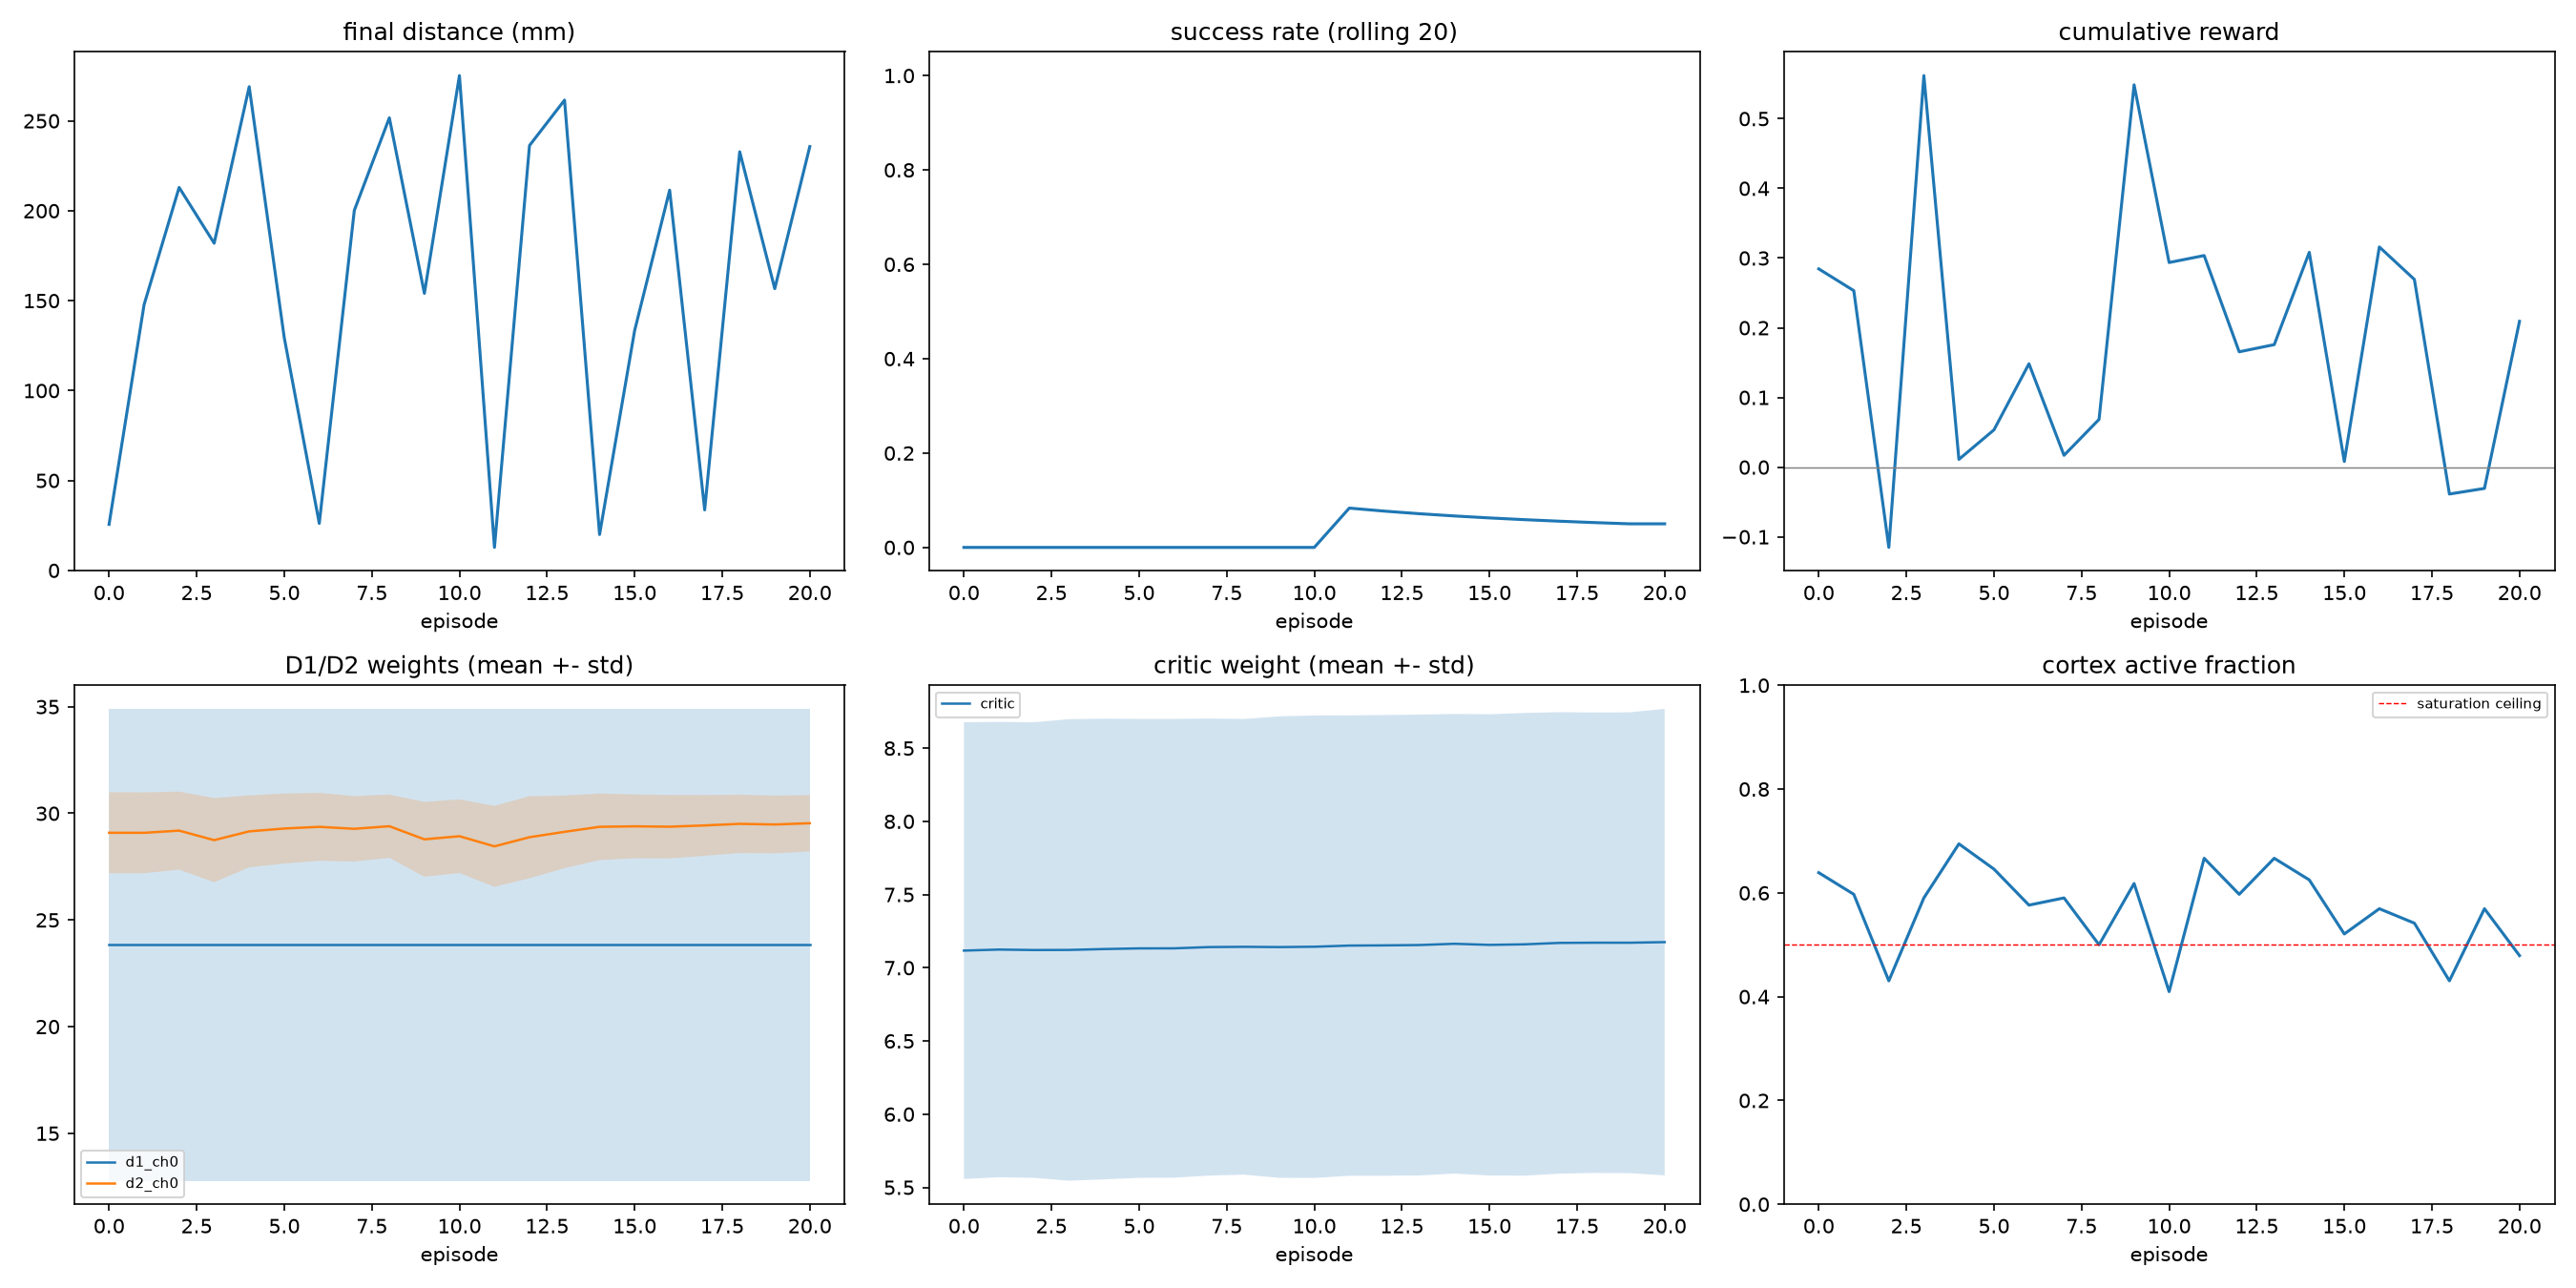 final distance (mm)
250
200
150
100
50
0
0.0 2.5 5.0 7.5 10.0 12.5 15.0 17.5 20.0
episode
success rate (rolling 20)
1.0
0.8
0.6
0.4
0.2
0.0
0.0 2.5 5.0 7.5 10.0 12.5 15.0 17.5 20.0
episode
cumulative reward
0.5
0.4
0.3
0.2
0.1
0.0
−0.1
0.0 2.5 5.0 7.5 10.0 12.5 15.0 17.5 20.0
episode
D1/D2 weights (mean +- std)
35
30
25
20
15
d1_ch0
d2_ch0
0.0 2.5 5.0 7.5 10.0 12.5 15.0 17.5 20.0
episode
critic weight (mean +- std)
critic
8.5
8.0
7.5
7.0
6.5
6.0
5.5
0.0 2.5 5.0 7.5 10.0 12.5 15.0 17.5 20.0
episode
cortex active fraction
1.0
saturation ceiling
0.8
0.6
0.4
0.2
0.0
0.0 2.5 5.0 7.5 10.0 12.5 15.0 17.5 20.0
episode